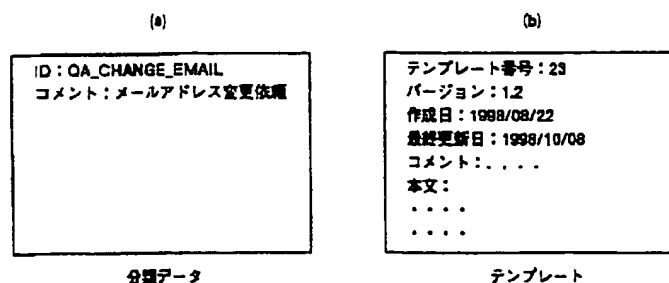 (a)
ID：QA_CHANGE_EMAIL
コメント：メールアドレス変更依頼
分類データ
(b)
テンプレート番号：23
バージョン：1.2
作成日：1998/08/22
最終更新日：1998/10/08
コメント：. . . .
本文：
・・・・
・・・・
テンプレート